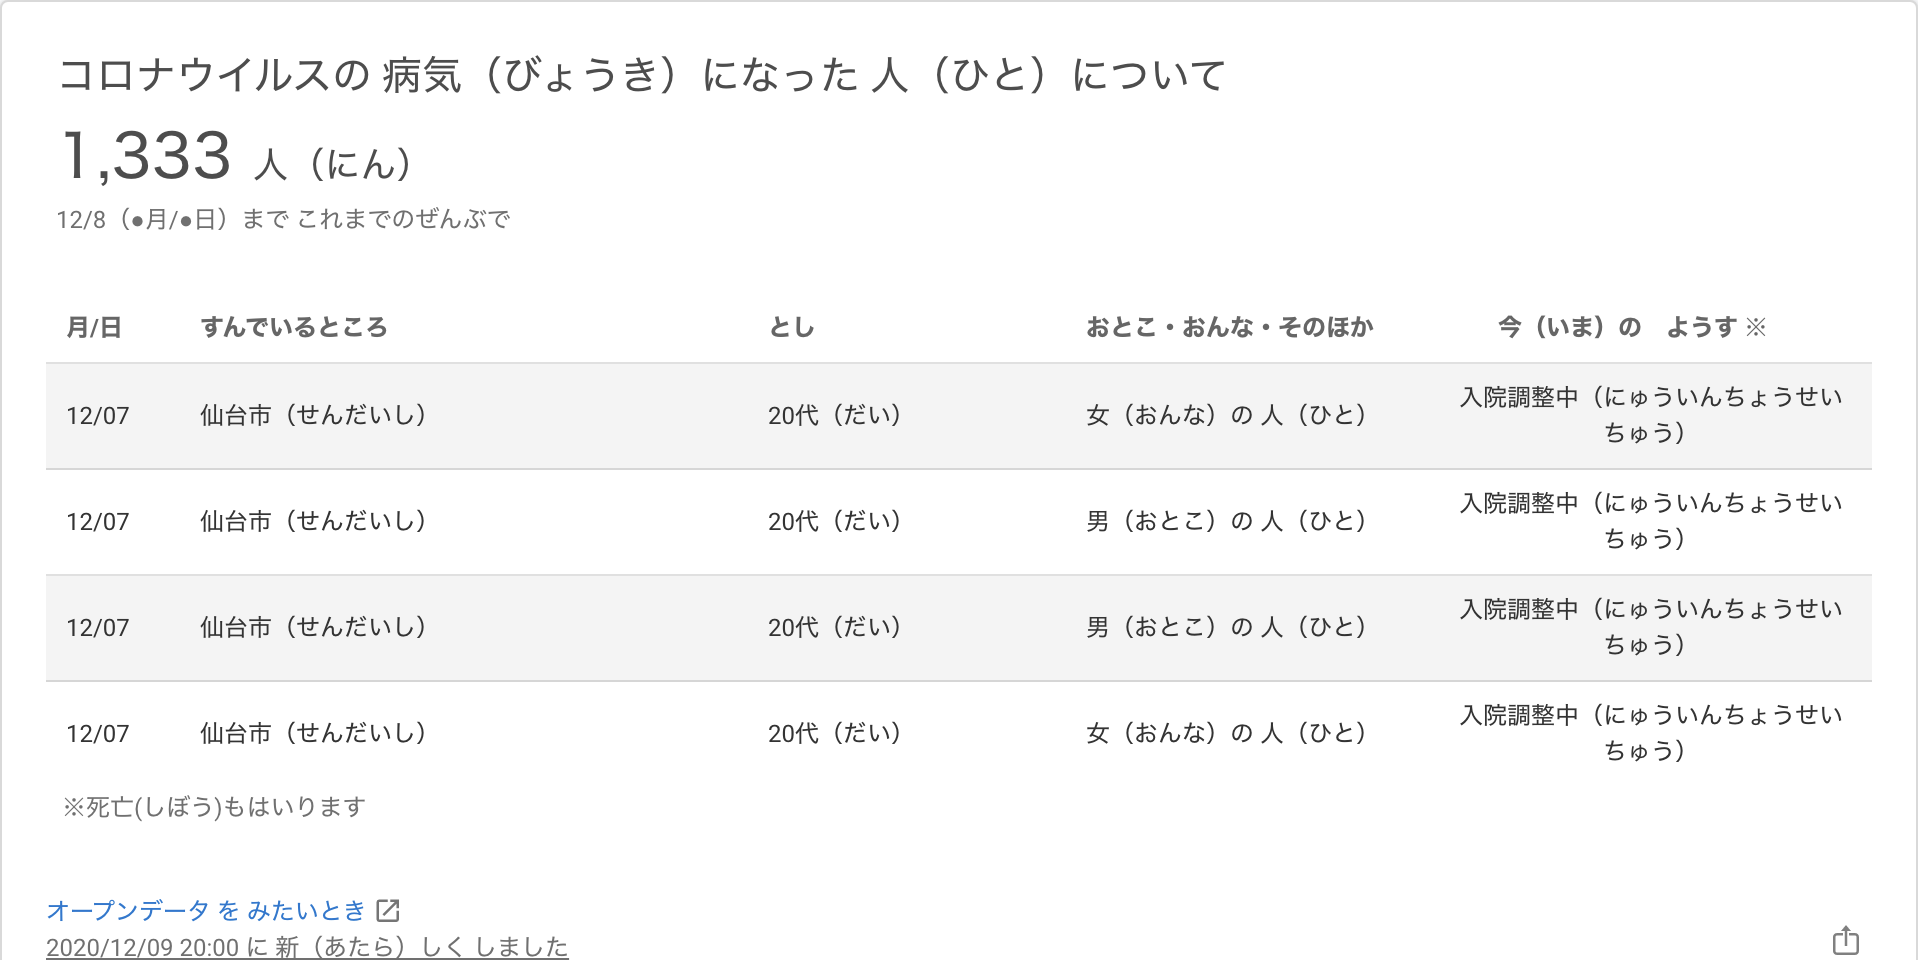 コロナウイルスの 病気（びょうき）になった 人（ひと）について
1,333 人（にん）
12/8（●月/●日）まで これまでのぜんぶで
月/日 すんでいるところ とし おとこ・おんな・そのほか 今（いま）の　ようす ※
12/07 仙台市（せんだいし） 20代（だい） 女（おんな）の 人（ひと） 入院調整中（にゅういんちょうせい
ちゅう）
12/07 仙台市（せんだいし） 20代（だい） 男（おとこ）の 人（ひと） 入院調整中（にゅういんちょうせい
ちゅう）
12/07 仙台市（せんだいし） 20代（だい） 男（おとこ）の 人（ひと） 入院調整中（にゅういんちょうせい
ちゅう）
12/07 仙台市（せんだいし） 20代（だい） 女（おんな）の 人（ひと） 入院調整中（にゅういんちょうせい
ちゅう）
※死亡(しぼう)もはいります
オープンデータ を みたいとき
2020/12/09 20:00 に 新（あたら）しく しました